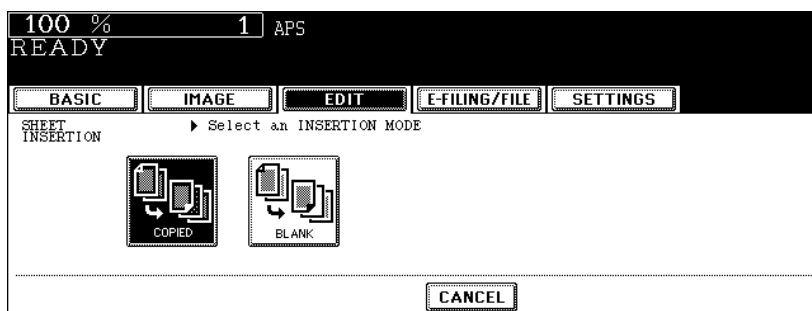 100 % 1 APS
READY
BASIC IMAGE EDIT E-FILING/FILE SETTINGS
SHEET INSERTION
▶ Select an INSERTION MODE
COPIED BLANK
CANCEL